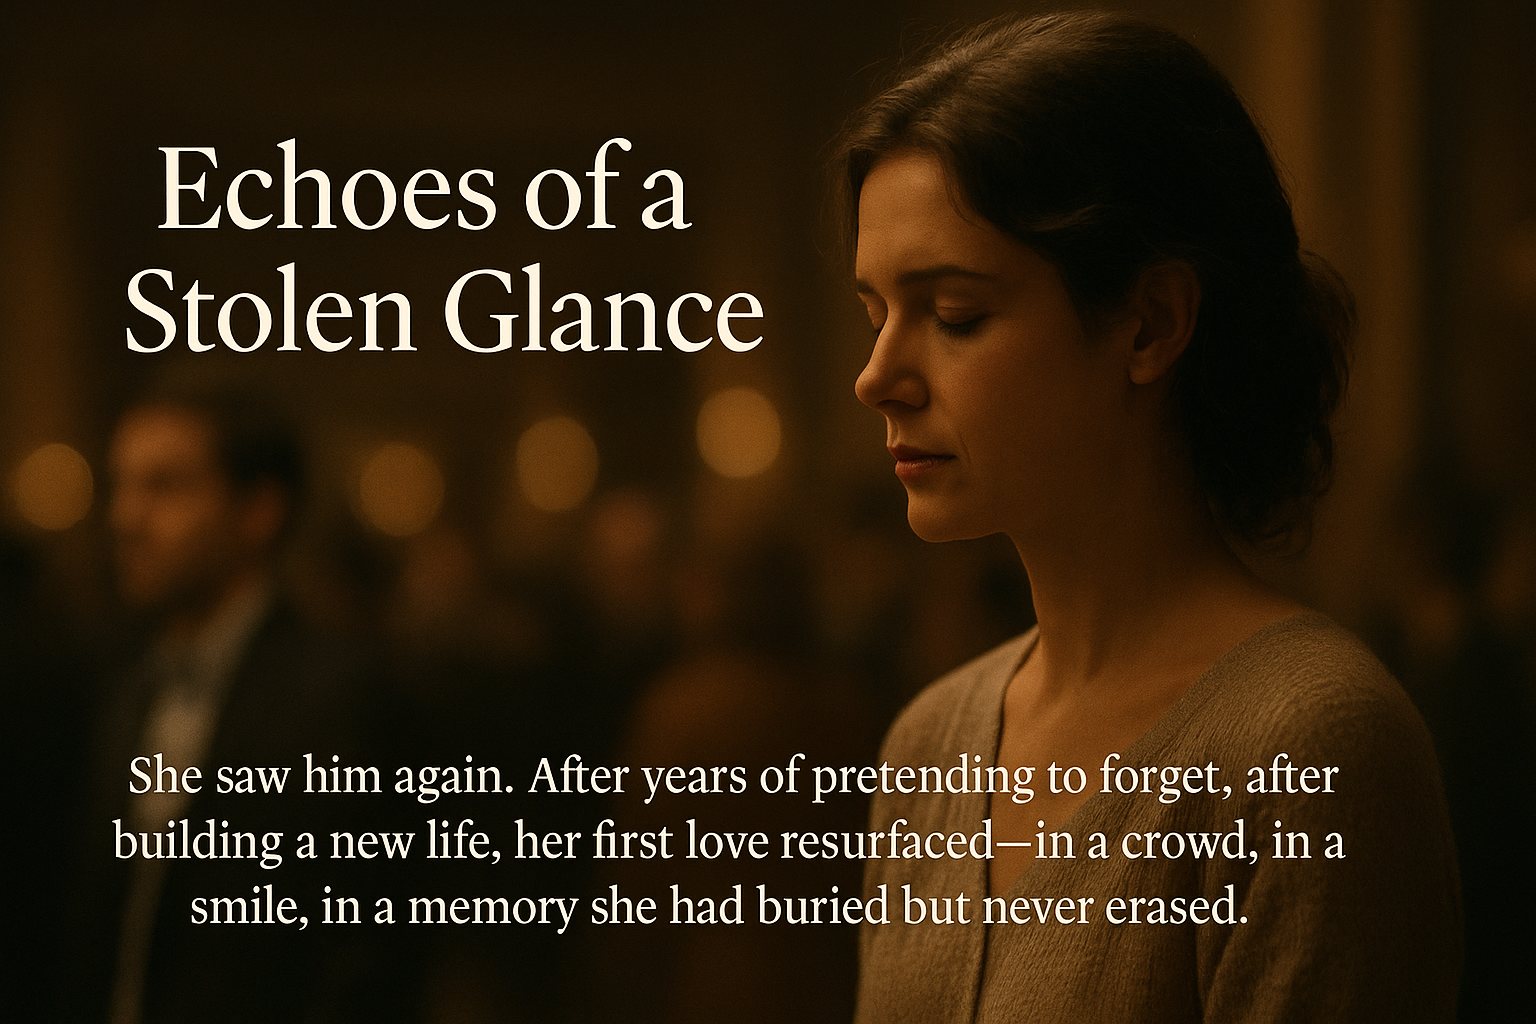 Echoes of a
Stolen Glance
She saw him again. After years of pretending to forget, after
building a new life, her first love resurfaced—in a crowd, in a
smile, in a memory she had buried but never erased.